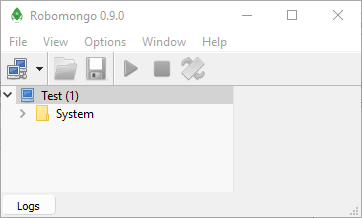 Robomongo 0.9.0
File View Options Window Help
Test (1)
System
Logs